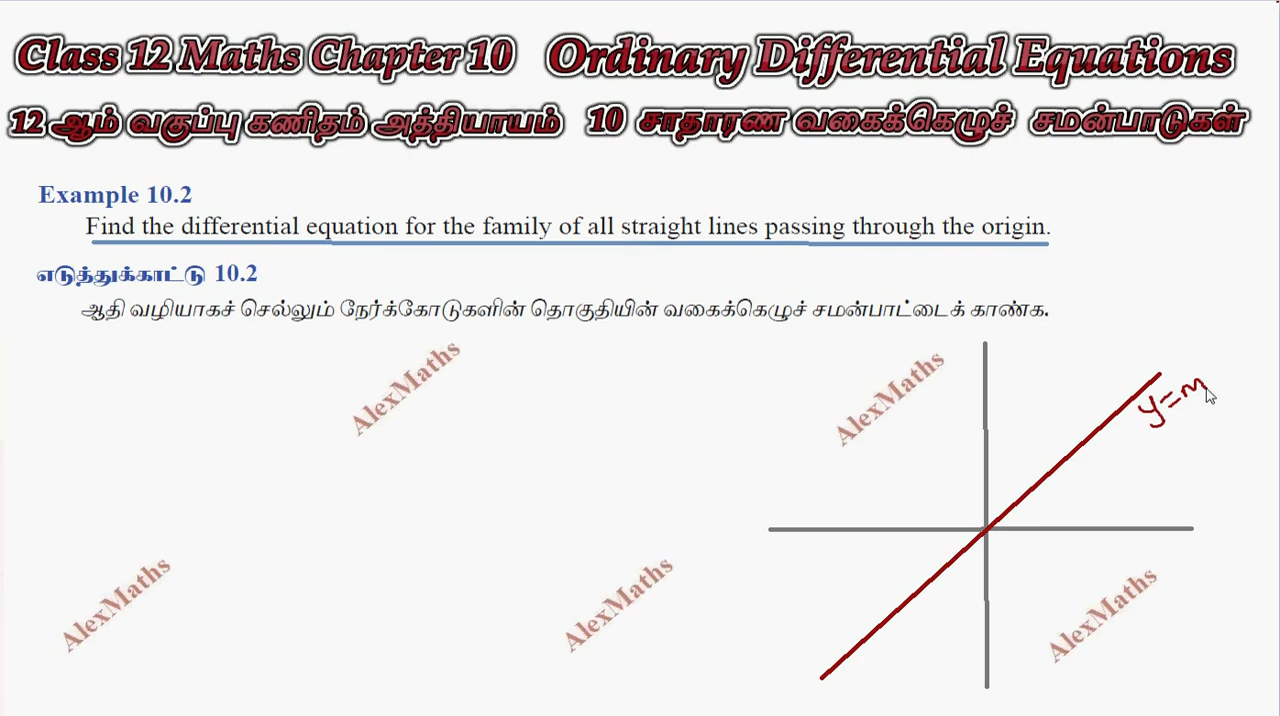 Class 12 Maths Chapter 10 Ordinary Differential Equations
12 ஆம் வகுப்பு கணிதம் அத்தியாயம் 10 சாதாரண வகைக்கெழுச் சமன்பாடுகள்
Example 10.2
Find the differential equation for the family of all straight lines passing through the origin.
எடுத்துக்காட்டு 10.2
ஆதி வழியாகச் செல்லும் நேர்க்கோடுகளின் தொகுதியின் வகைக்கெழுச் சமன்பாட்டைக் காண்க.
AlexMaths
AlexMaths
y=m
AlexMaths
AlexMaths
AlexMaths